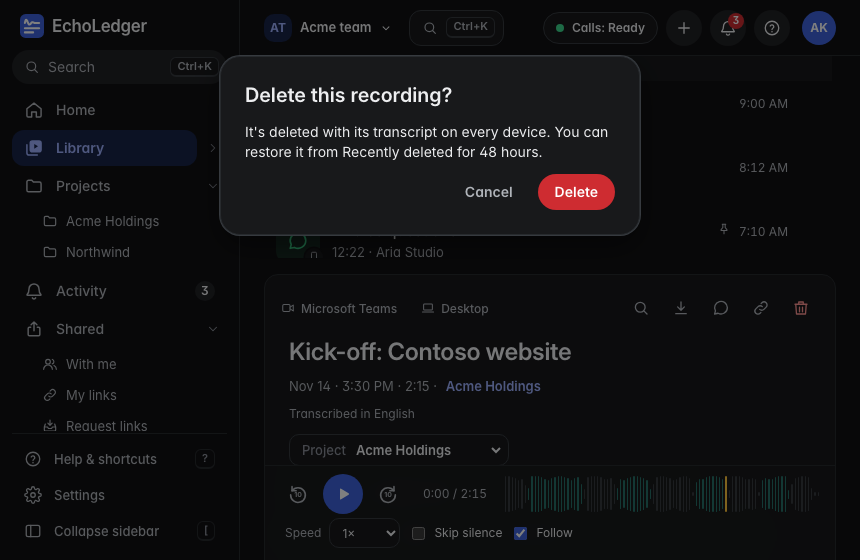 EchoLedger
AT Acme team
Ctrl+K
Calls: Ready
3
AK
Search Ctrl+K
Home
Library
Projects
Acme Holdings
Northwind
Activity 3
Shared
With me
My links
Request links
Help & shortcuts ?
Settings
Collapse sidebar [
Delete this recording?
It's deleted with its transcript on every device. You can
restore it from Recently deleted for 48 hours.
Cancel Delete
9:00 AM
8:12 AM
7:10 AM
12:22 · Aria Studio
Microsoft Teams Desktop
Kick-off: Contoso website
Nov 14 · 3:30 PM · 2:15 · Acme Holdings
Transcribed in English
Project Acme Holdings
10 10 0:00 / 2:15
Speed 1× Skip silence Follow